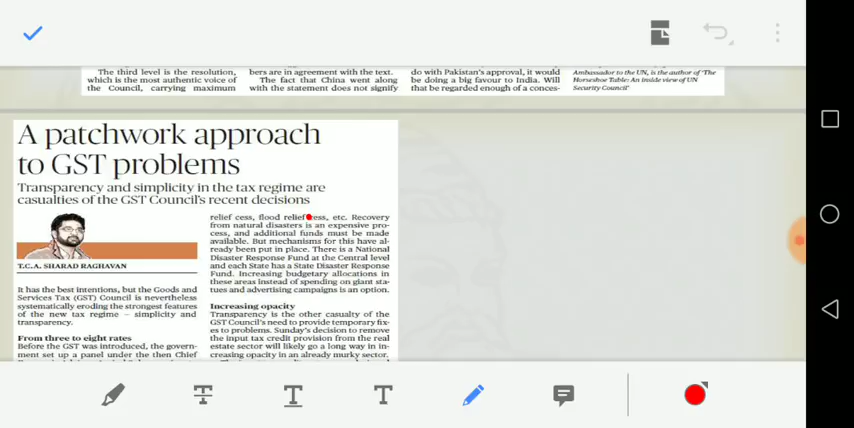 The third level is the resolution,
which is the most authentic voice of
the Council, carrying maximum
bers are in agreement with the text.
The fact that China went along
with the statement does not signify
do with Pakistan's approval, it would
be doing a big favour to India. Will
that be regarded enough of a conces-
Ambassador to the UN, is the author of 'The
Horseshoe Table: An inside view of UN
Security Council'
A patchwork approach
to GST problems
Transparency and simplicity in the tax regime are
casualties of the GST Council's recent decisions
T.C.A. SHARAD RAGHAVAN
It has the best intentions, but the Goods and
Services Tax (GST) Council is nevertheless
systematically eroding the strongest features
of the new tax regime – simplicity and
transparency.
From three to eight rates
Before the GST was introduced, the govern-
ment set up a panel under the then Chief
relief cess, flood relief cess, etc. Recovery
from natural disasters is an expensive pro-
cess, and additional funds must be made
available. But mechanisms for this have al-
ready been put in place. There is a National
Disaster Response Fund at the Central level
and each State has a State Disaster Response
Fund. Increasing budgetary allocations in
these areas instead of spending on giant sta-
tues and advertising campaigns is an option.
Increasing opacity
Transparency is the other casualty of the
GST Council's need to provide temporary fix-
es to problems. Sunday's decision to remove
the input tax credit provision from the real
estate sector will likely go a long way in in-
creasing opacity in an already murky sector.
T
T
T